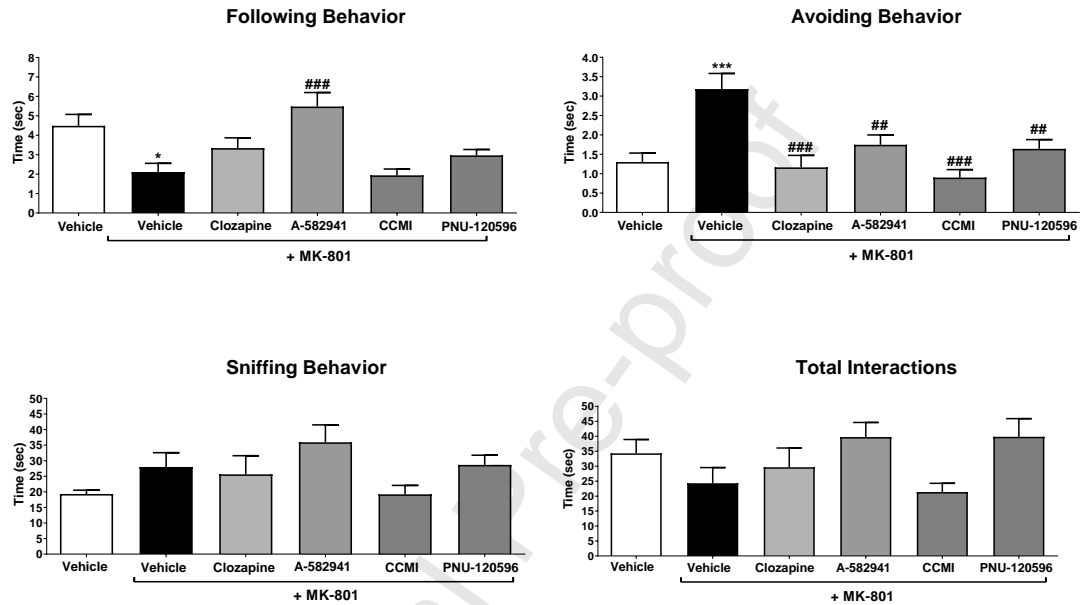 Following Behavior
Time (sec)
8
7
6
5
4
3
2
1
0
*
###
Vehicle Vehicle Clozapine A-582941 CCMI PNU-120596
+ MK-801
Avoiding Behavior
Time (sec)
4.0
3.5
3.0
2.5
2.0
1.5
1.0
0.5
0.0
***
###
##
###
##
Vehicle Vehicle Clozapine A-582941 CCMI PNU-120596
+ MK-801
Sniffing Behavior
Time (sec)
50
45
40
35
30
25
20
15
10
5
0
Vehicle Vehicle Clozapine A-582941 CCMI PNU-120596
+ MK-801
Total Interactions
Time (sec)
50
45
40
35
30
25
20
15
10
5
0
Vehicle Vehicle Clozapine A-582941 CCMI PNU-120596
+ MK-801
Pre-proof